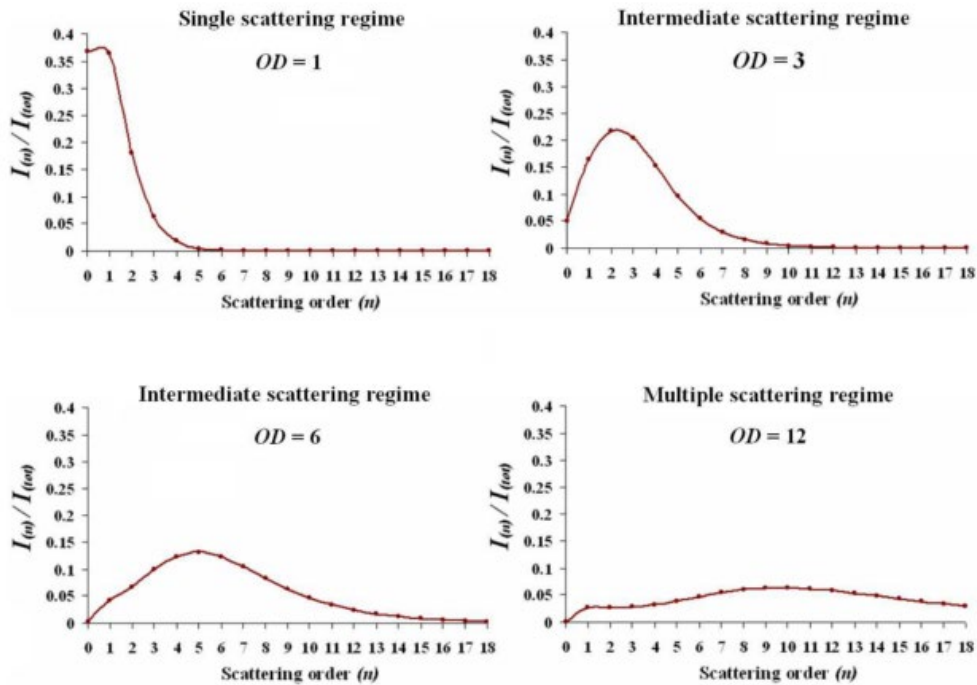 Single scattering regime
OD = 1
0.4
0.35
0.3
0.25
0.2
0.15
0.1
0.05
0
I(n) / I(tot)
0 1 2 3 4 5 6 7 8 9 10 11 12 13 14 15 16 17 18
Scattering order (n)
Intermediate scattering regime
OD = 3
0.4
0.35
0.3
0.25
0.2
0.15
0.1
0.05
0
I(n) / I(tot)
0 1 2 3 4 5 6 7 8 9 10 11 12 13 14 15 16 17 18
Scattering order (n)
Intermediate scattering regime
OD = 6
0.4
0.35
0.3
0.25
0.2
0.15
0.1
0.05
0
I(n) / I(tot)
0 1 2 3 4 5 6 7 8 9 10 11 12 13 14 15 16 17 18
Scattering order (n)
Multiple scattering regime
OD = 12
0.4
0.35
0.3
0.25
0.2
0.15
0.1
0.05
0
I(n) / I(tot)
0 1 2 3 4 5 6 7 8 9 10 11 12 13 14 15 16 17 18
Scattering order (n)